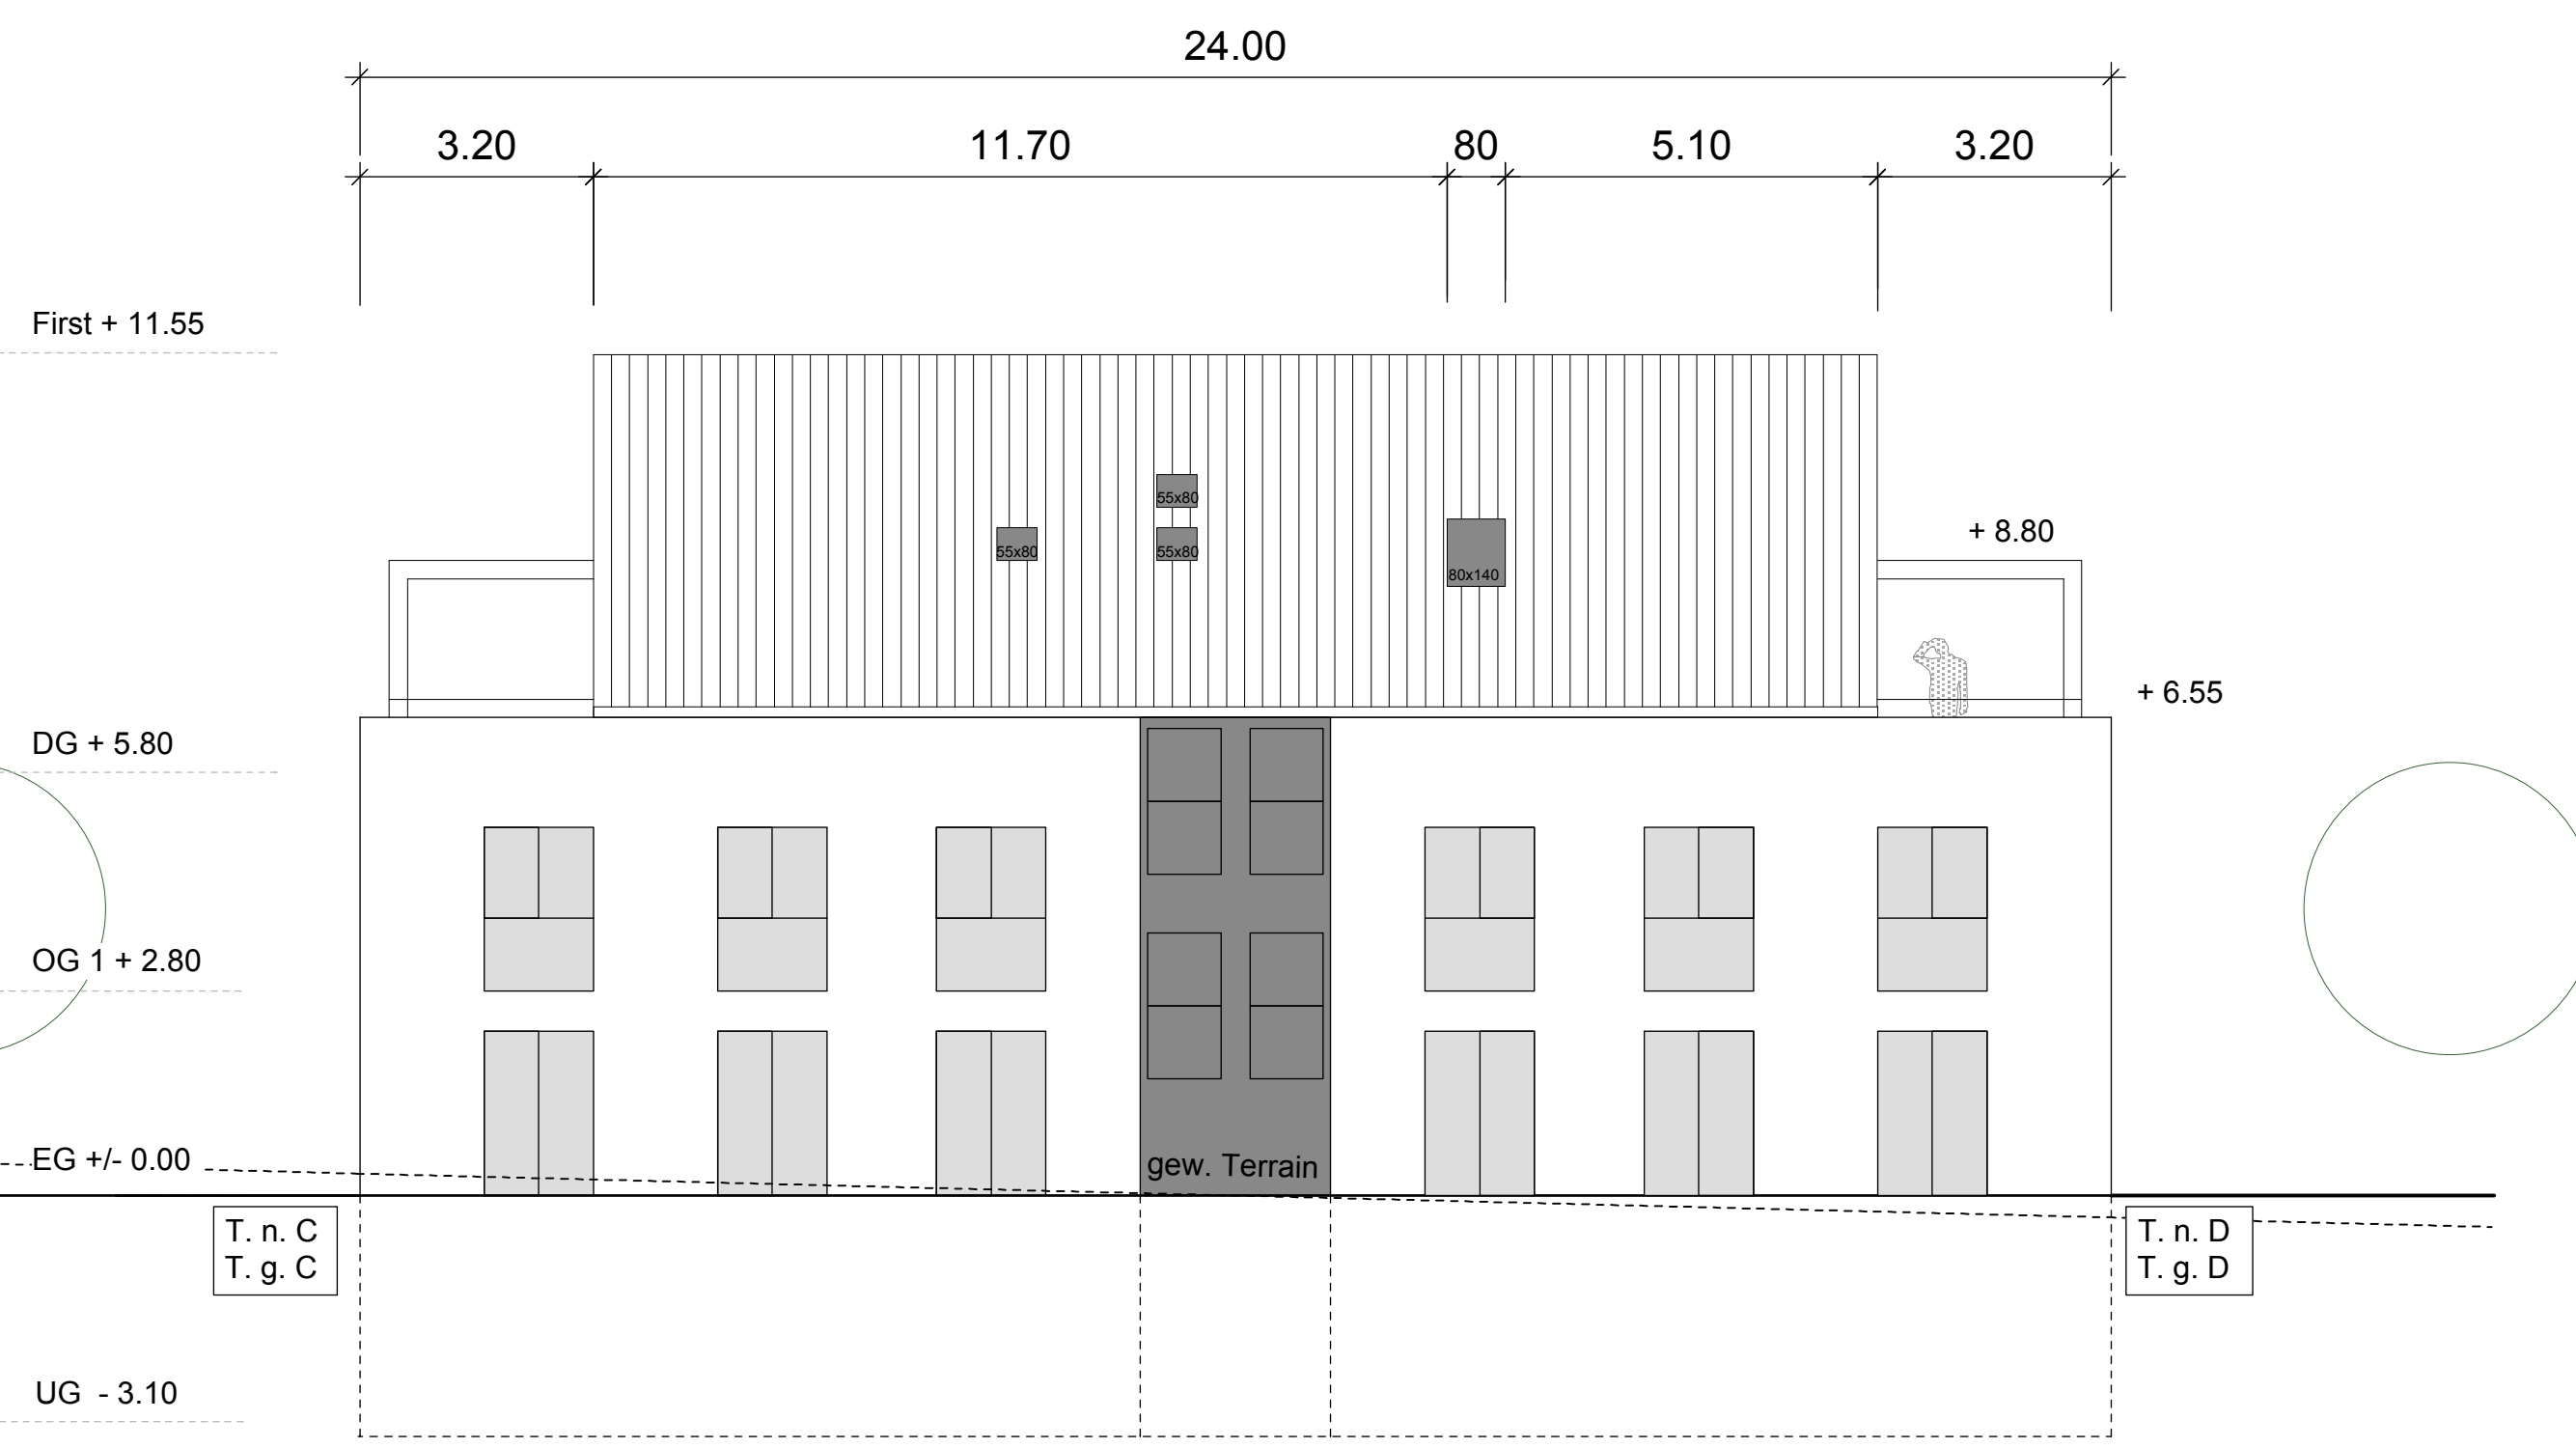 24.00
3.20 11.70 80 5.10 3.20
First + 11.55
55x80
55x80 55x80 80x140
+ 8.80
+ 6.55
DG + 5.80
OG 1 + 2.80
EG +/- 0.00
gew. Terrain
T. n. C
T. g. C
T. n. D
T. g. D
UG - 3.10